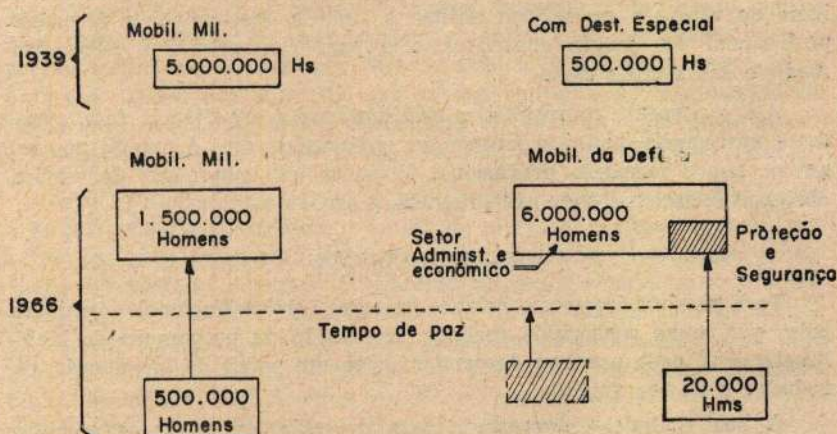 Mobil. Mil.
Com Dest. Especial
1939
5.000.000 Hs
500.000 Hs
Mobil. Mil.
Mobil. da
1.500.000
Homens
6.000.000
Homens
Setor
Adminst. e
econômico
Prõteção
e
Segurança
1966
Tempo de paz
500.000
Homens
20.000
Hms